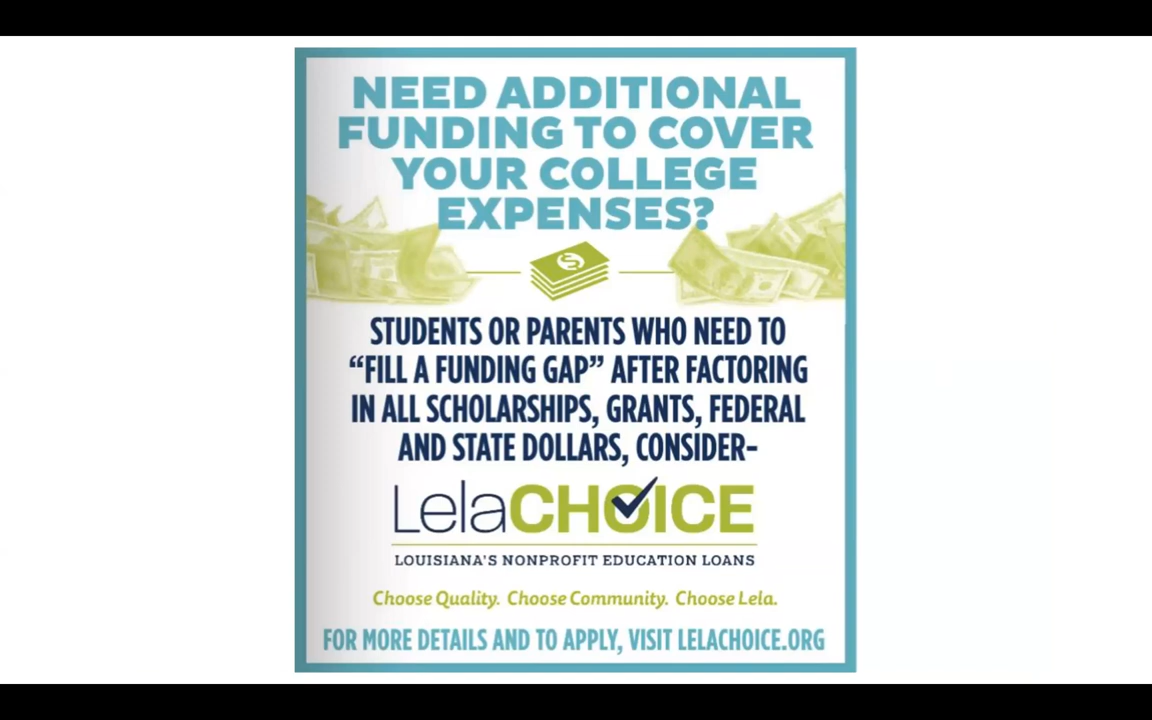 NEED ADDITIONAL
FUNDING TO COVER
YOUR COLLEGE
EXPENSES?
STUDENTS OR PARENTS WHO NEED TO
“FILL A FUNDING GAP” AFTER FACTORING
IN ALL SCHOLARSHIPS, GRANTS, FEDERAL
AND STATE DOLLARS, CONSIDER-
LelaCHOICE
LOUISIANA'S NONPROFIT EDUCATION LOANS
Choose Quality. Choose Community. Choose Lela.
FOR MORE DETAILS AND TO APPLY, VISIT LELACHOICE.ORG